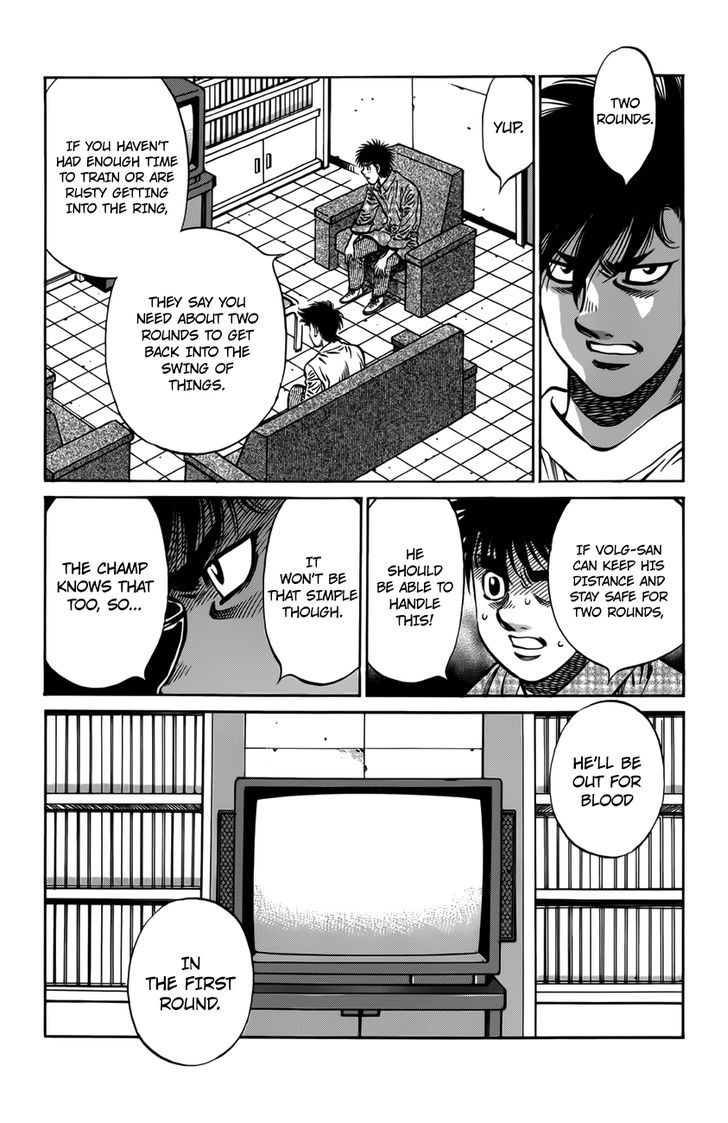 TWO
ROUNDS.
YUP.
IF YOU HAVEN'T
HAD ENOUGH TIME
TO TRAIN OR ARE
RUSTY GETTING
INTO THE RING,
THEY SAY YOU
NEED ABOUT TWO
ROUNDS TO GET
BACK INTO THE
SWING OF
THINGS.
IF VOLG-SAN
CAN KEEP HIS
DISTANCE AND
STAY SAFE FOR
TWO ROUNDS,
HE
SHOULD
BE ABLE TO
HANDLE
THIS!
IT
WON'T BE
THAT SIMPLE
THOUGH.
THE CHAMP
KNOWS THAT
TOO, SO...
HE'LL BE
OUT FOR
BLOOD
IN
THE FIRST
ROUND.